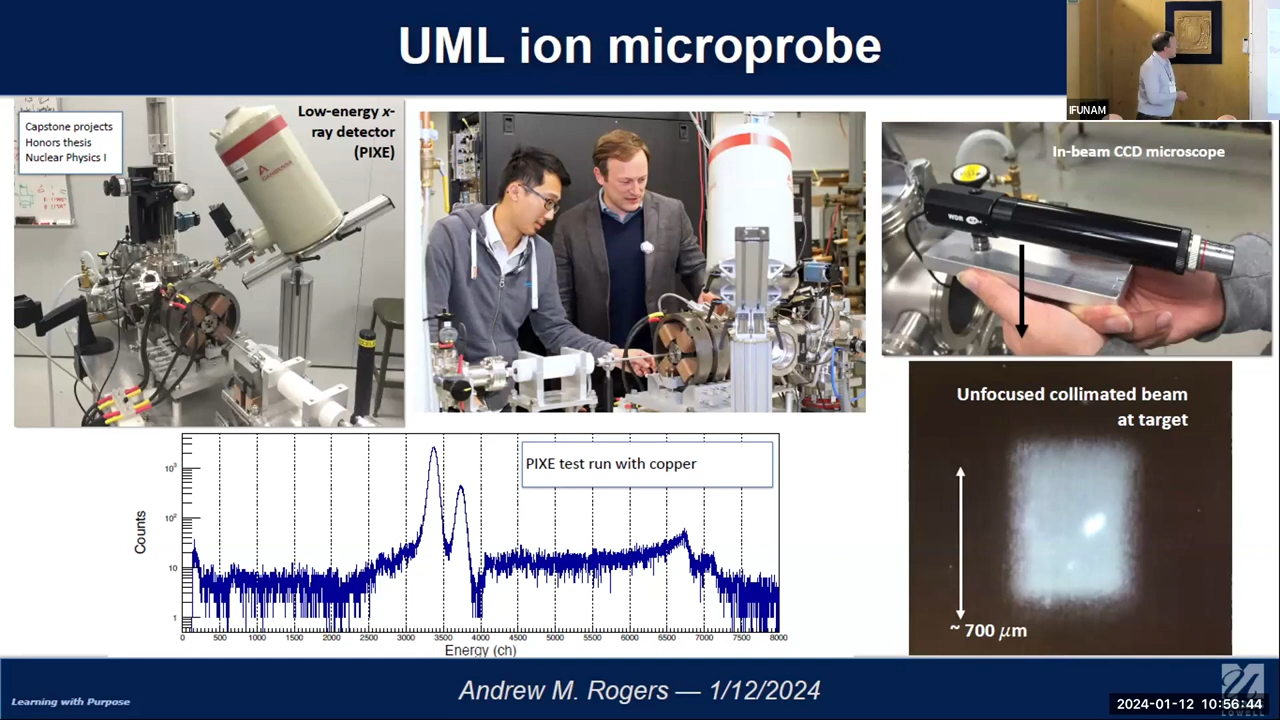 UML ion microprobe
IFUNAM
Capstone projects
Honors thesis
Nuclear Physics I
Low-energy x-
ray detector
(PIXE)
In-beam CCD microscope
WDR
Unfocused collimated beam
at target
~ 700 μm
PIXE test run with copper
Counts
10³
10²
10
1
0 500 1000 1500 2000 2500 3000 3500 4000 4500 5000 5500 6000 6500 7000 7500 8000
Energy (ch)
Learning with Purpose
Andrew M. Rogers — 1/12/2024
LOWELL
2024-01-12 10:56:44